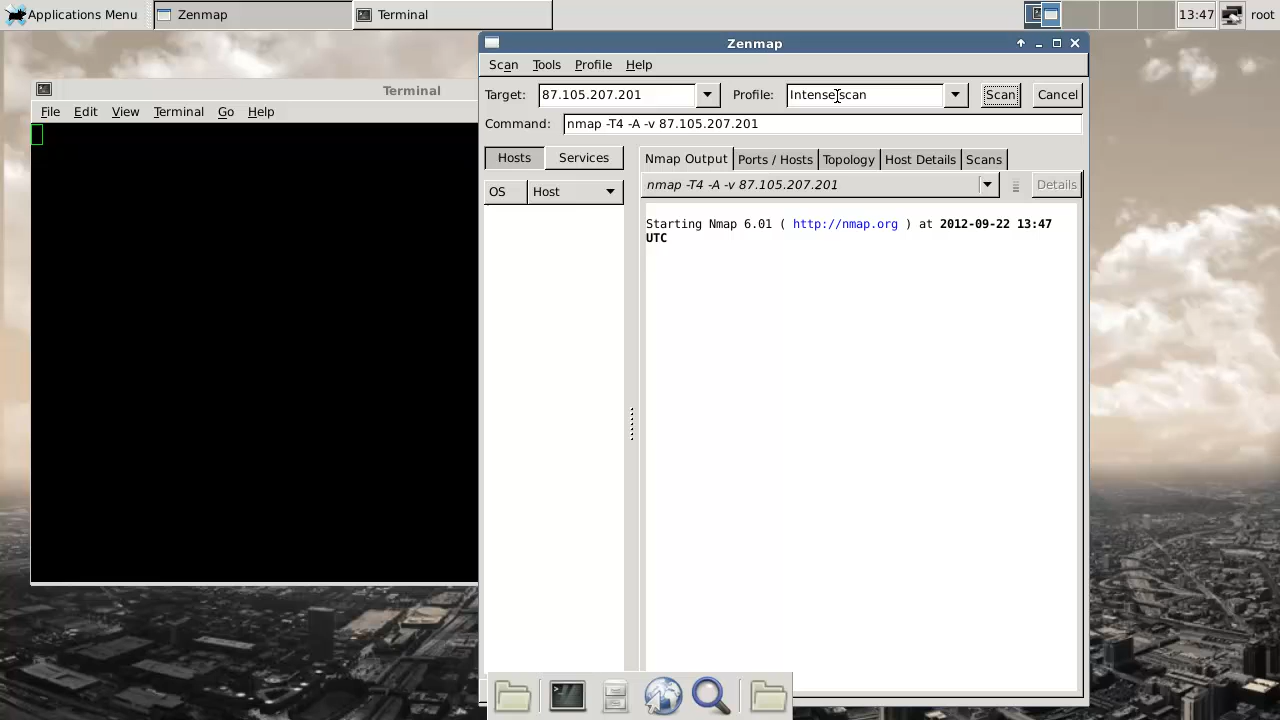 Applications Menu
Zenmap
Terminal
13:47
root
Terminal
File Edit View Terminal Go Help
Zenmap
Scan Tools Profile Help
Target: 87.105.207.201 Profile: Intense scan Scan Cancel
Command: nmap -T4 -A -v 87.105.207.201
Hosts Services
OS Host
Nmap Output Ports / Hosts Topology Host Details Scans
nmap -T4 -A -v 87.105.207.201 Details
Starting Nmap 6.01 ( http://nmap.org ) at 2012-09-22 13:47
UTC